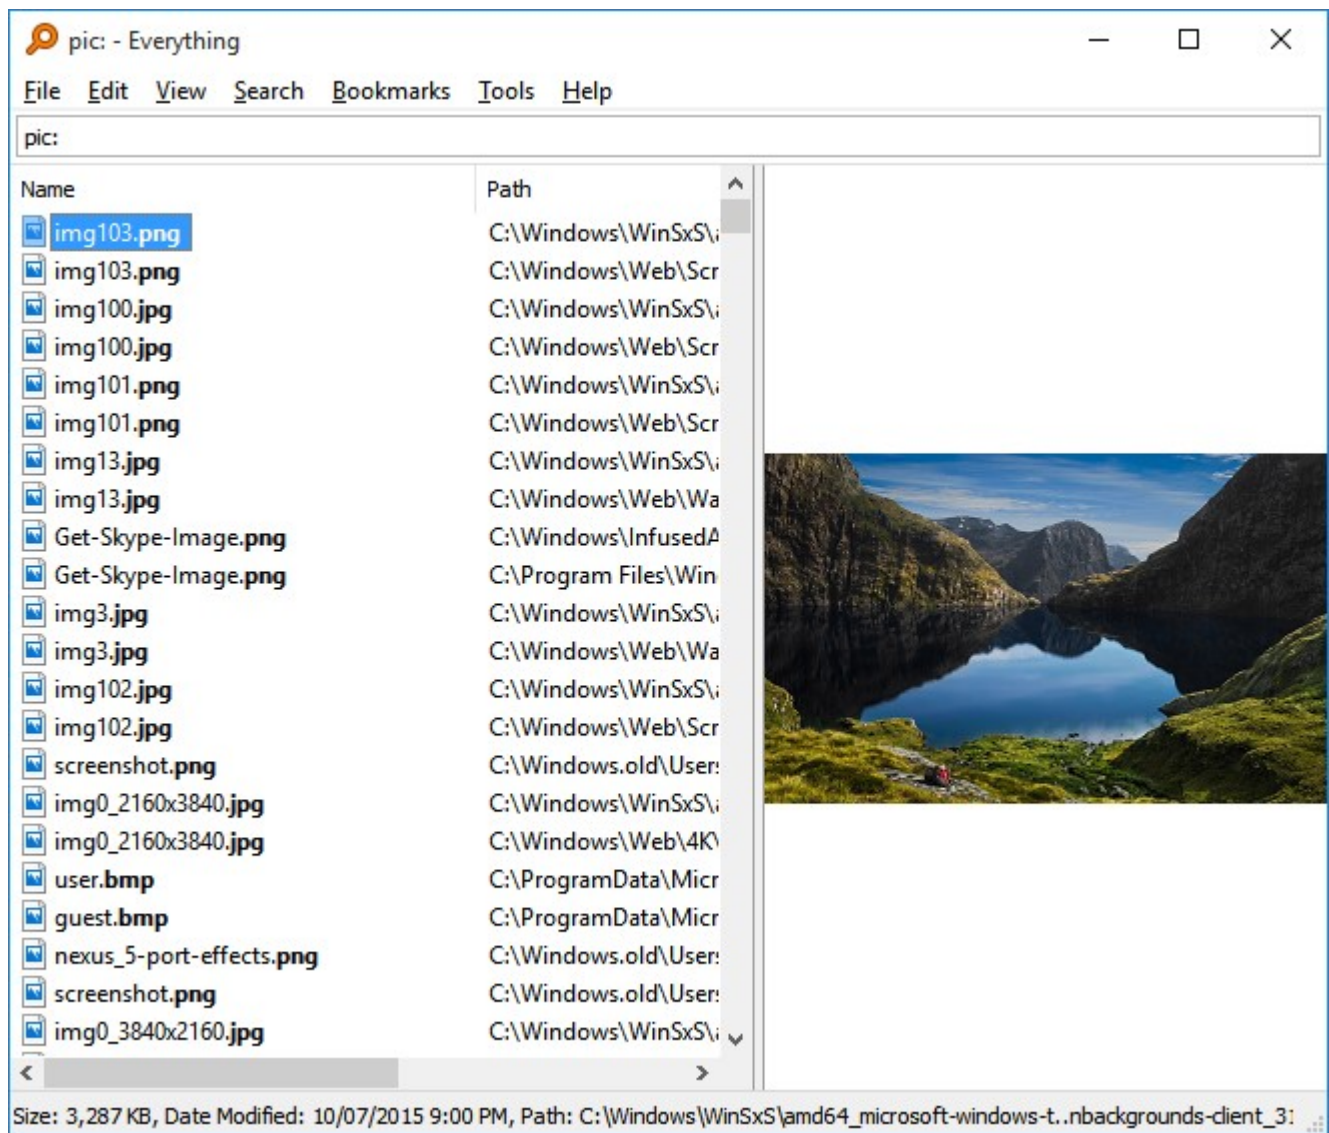 pic: - Everything
File Edit View Search Bookmarks Tools Help
pic:
Name Path
img103.png C:\Windows\WinSxS\
img103.png C:\Windows\Web\Scr
img100.jpg C:\Windows\WinSxS\
img100.jpg C:\Windows\Web\Scr
img101.png C:\Windows\WinSxS\
img101.png C:\Windows\Web\Scr
img13.jpg C:\Windows\WinSxS\
img13.jpg C:\Windows\Web\Wa
Get-Skype-Image.png C:\Windows\InfusedA
Get-Skype-Image.png C:\Program Files\Win
img3.jpg C:\Windows\WinSxS\
img3.jpg C:\Windows\Web\Wa
img102.jpg C:\Windows\WinSxS\
img102.jpg C:\Windows\Web\Scr
screenshot.png C:\Windows.old\User
img0_2160x3840.jpg C:\Windows\WinSxS\
img0_2160x3840.jpg C:\Windows\Web\4K\
user.bmp C:\ProgramData\Micr
guest.bmp C:\ProgramData\Micr
nexus_5-port-effects.png C:\Windows.old\User
screenshot.png C:\Windows.old\User
img0_3840x2160.jpg C:\Windows\WinSxS\
Size: 3,287 KB, Date Modified: 10/07/2015 9:00 PM, Path: C:\Windows\WinSxS\amd64_microsoft-windows-t..nbackgrounds-client_31